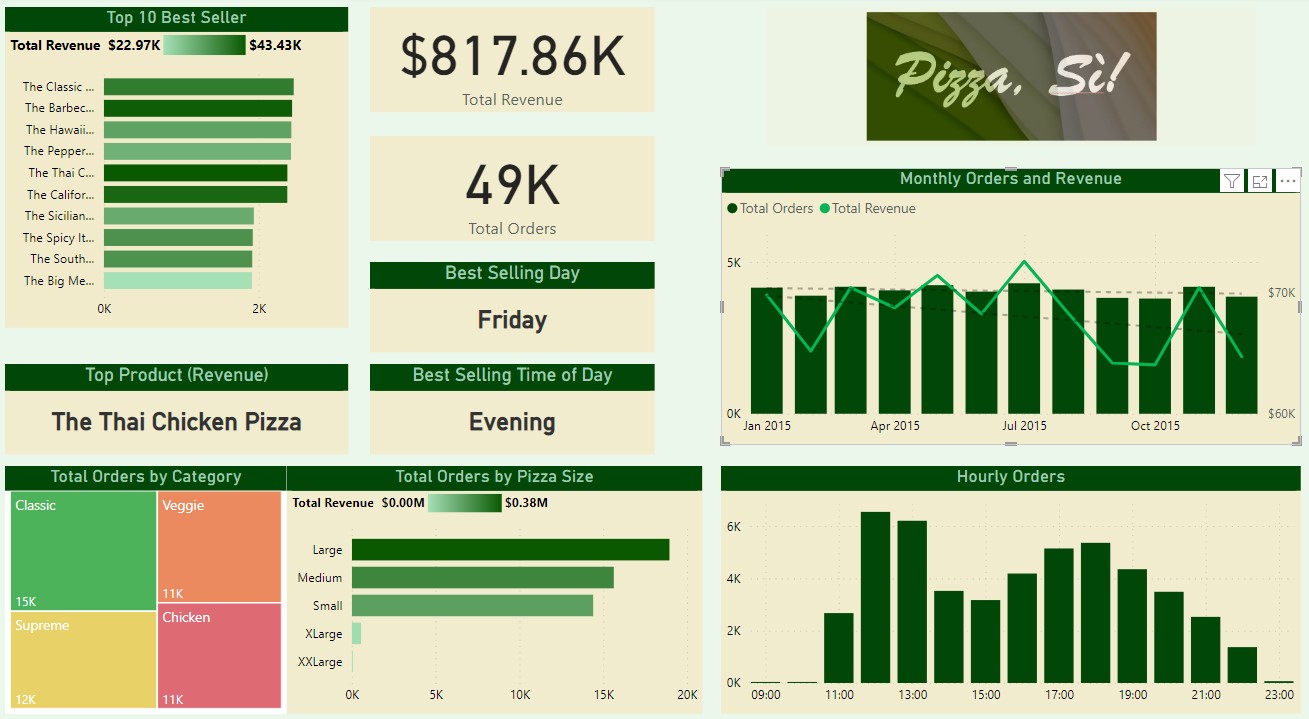 Top 10 Best Seller
Total Revenue $22.97K $43.43K
The Classic ...
The Barbec...
The Hawaii...
The Pepper...
The Thai C...
The Califor...
The Sicilian...
The Spicy It...
The South...
The Big Me...
0K 2K
$817.86K
Total Revenue
49K
Total Orders
Best Selling Day
Friday
Top Product (Revenue)
The Thai Chicken Pizza
Best Selling Time of Day
Evening
Pizza, Sì!
Monthly Orders and Revenue
Total Orders Total Revenue
5K
$70K
0K $60K
Jan 2015 Apr 2015 Jul 2015 Oct 2015
Total Orders by Category
Classic
15K
Veggie
11K
Supreme
12K
Chicken
11K
Total Orders by Pizza Size
Total Revenue $0.00M $0.38M
Large
Medium
Small
XLarge
XXLarge
0K 5K 10K 15K 20K
Hourly Orders
6K
4K
2K
0K
09:00 11:00 13:00 15:00 17:00 19:00 21:00 23:00